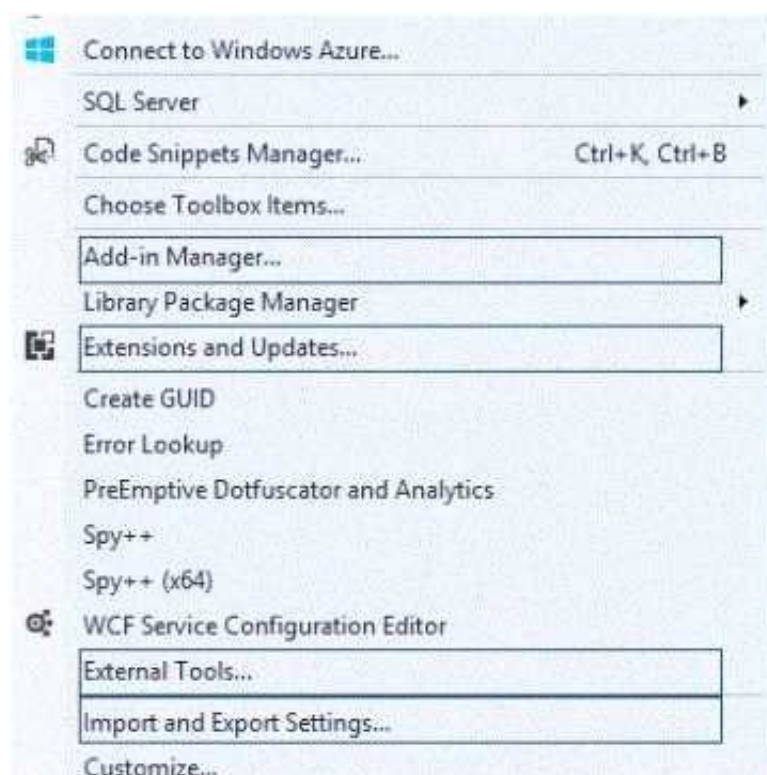 Connect to Windows Azure...
SQL Server
Code Snippets Manager... Ctrl+K, Ctrl+B
Choose Toolbox Items...
Add-in Manager...
Library Package Manager
Extensions and Updates...
Create GUID
Error Lookup
PreEmptive Dotfuscator and Analytics
Spy++
Spy++ (x64)
WCF Service Configuration Editor
External Tools...
Import and Export Settings...
Customize...